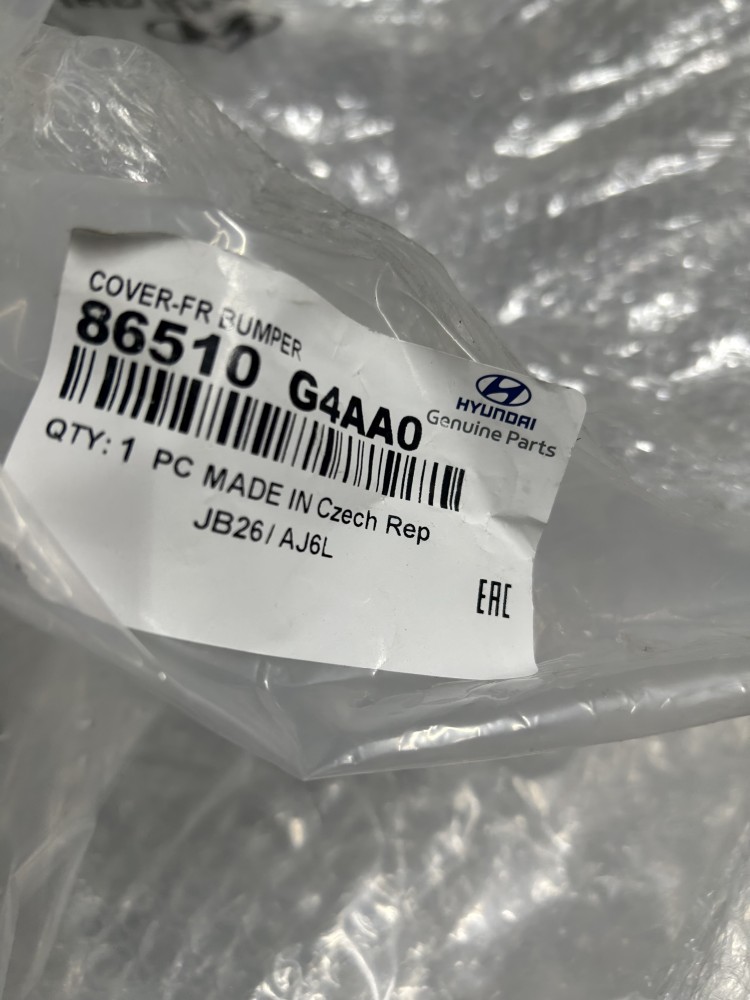 COVER-FR BUMPER
86510 G4AA0
HYUNDAI
Genuine Parts
QTY: 1 PC MADE IN Czech Rep
JB26/ AJ6L
EAC